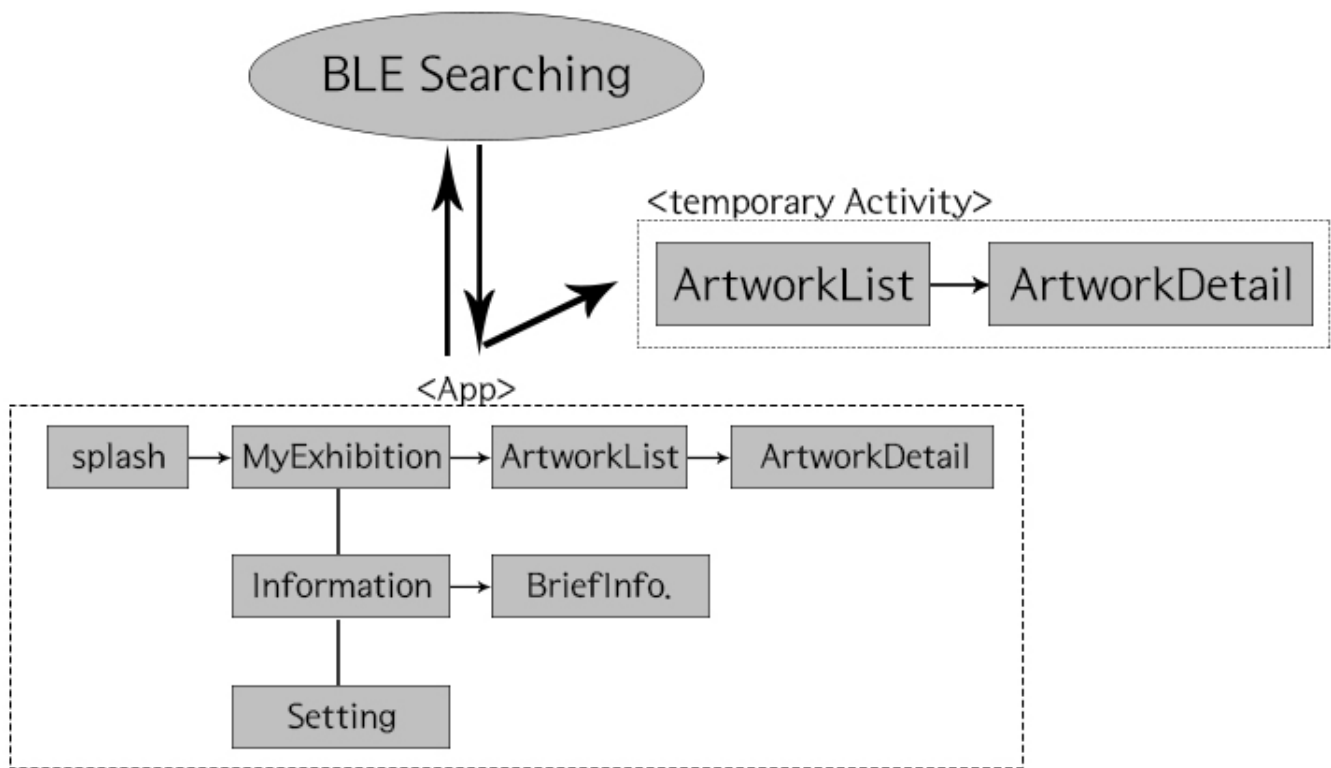 BLE Searching
<temporary Activity>
ArtworkList
ArtworkDetail
<App>
splash
MyExhibition
ArtworkList
ArtworkDetail
Information
BriefInfo.
Setting